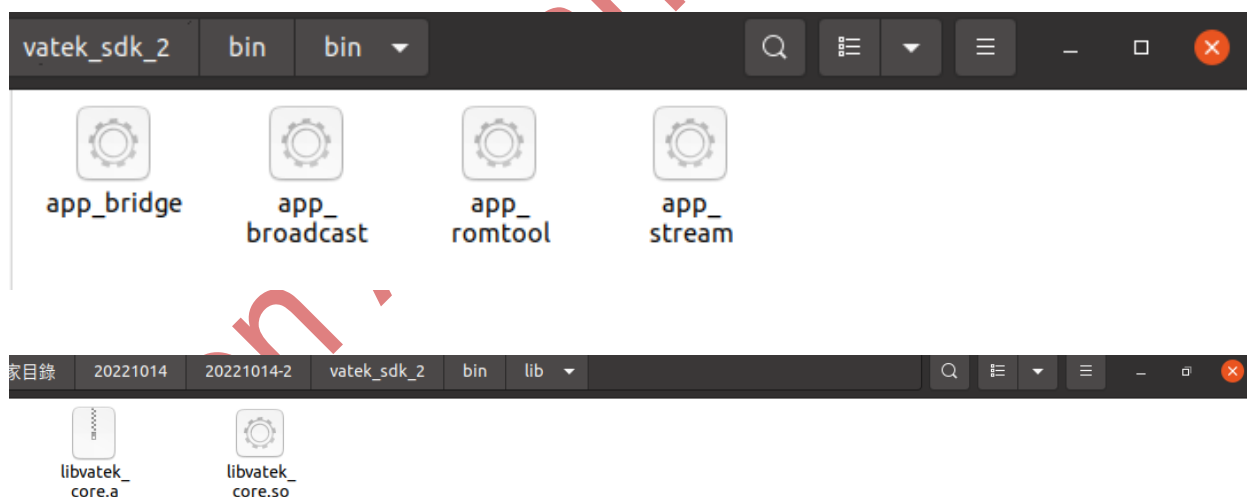 vatek_sdk_2 bin bin
app_bridge app_ app_ app_
broadcast romtool stream
家目錄 20221014 20221014-2 vatek_sdk_2 bin lib
libvatek_ libvatek_
core.a core.so